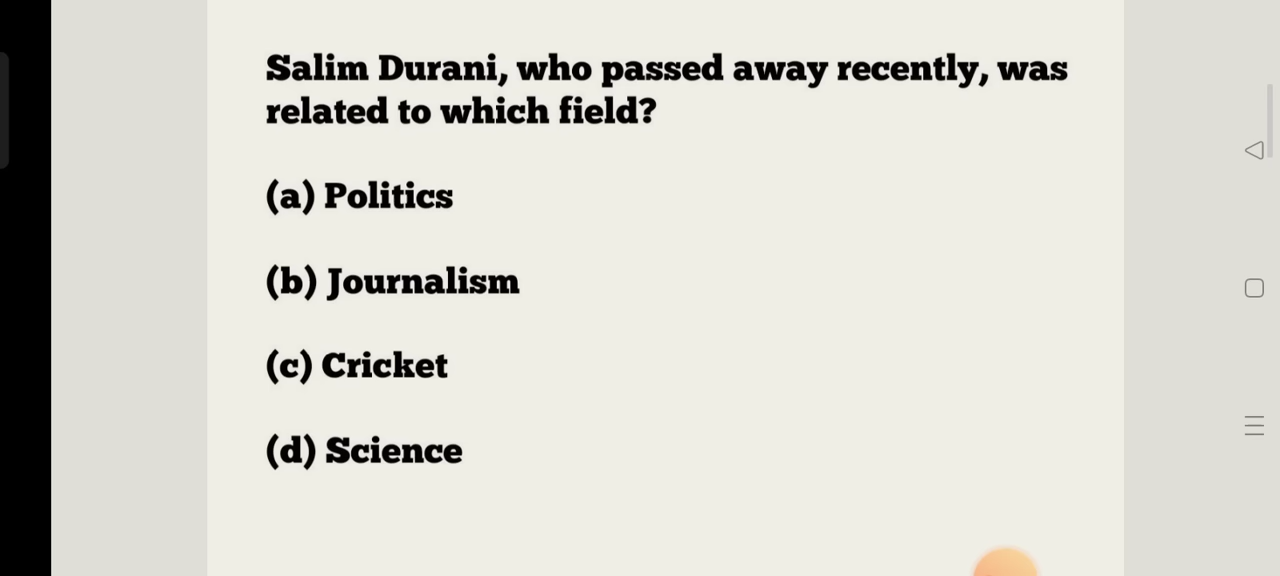 Salim Durani, who passed away recently, was
related to which field?
(a) Politics
(b) Journalism
(c) Cricket
(d) Science